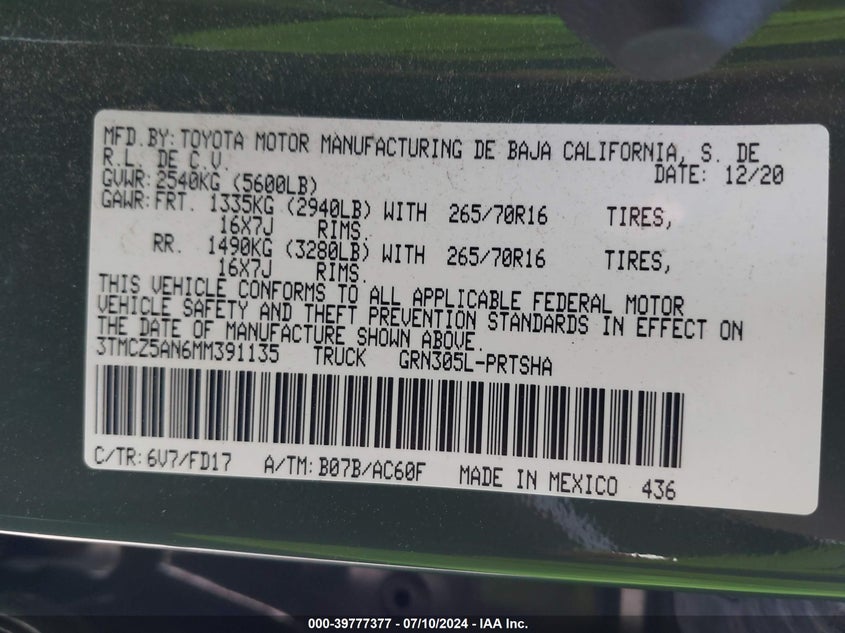 MFD.BY:TOYOTA MOTOR MANUFACTURING DE BAJA CALIFORNIA, S. DE
R.L. DE C.V. DATE: 12/20
GVWR:2540KG (5600LB)
GAWR:FRT. 1335KG (2940LB) WITH 265/70R16 TIRES,
16X7J RIMS.
RR. 1490KG (3280LB) WITH 265/70R16 TIRES,
16X7J RIMS.
THIS VEHICLE CONFORMS TO ALL APPLICABLE FEDERAL MOTOR
VEHICLE SAFETY AND THEFT PREVENTION STANDARDS IN EFFECT ON
THE DATE OF MANUFACTURE SHOWN ABOVE.
3TMCZ5AN6MM391135 TRUCK GRN305L-PRTSHA
C/TR:6V7/FD17 A/TM:B07B/AC60F MADE IN MEXICO 436
000-39777377 - 07/10/2024 - IAA Inc.